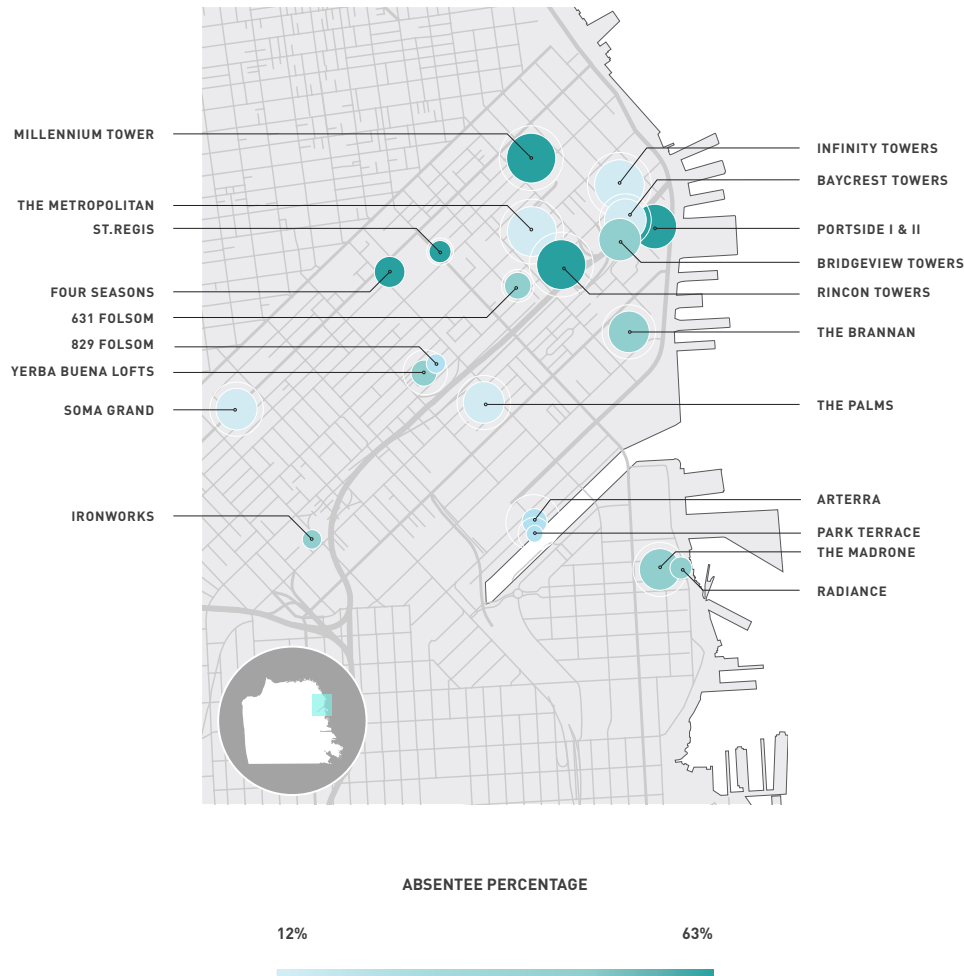 MILLENNIUM TOWER
THE METROPOLITAN
ST.REGIS
FOUR SEASONS
631 FOLSOM
829 FOLSOM
YERBA BUENA LOFTS
SOMA GRAND
IRONWORKS
INFINITY TOWERS
BAYCREST TOWERS
PORTSIDE I & II
BRIDGEVIEW TOWERS
RINCON TOWERS
THE BRANNAN
THE PALMS
ARTERRA
PARK TERRACE
THE MADRONE
RADIANCE
ABSENTEE PERCENTAGE
12% 63%